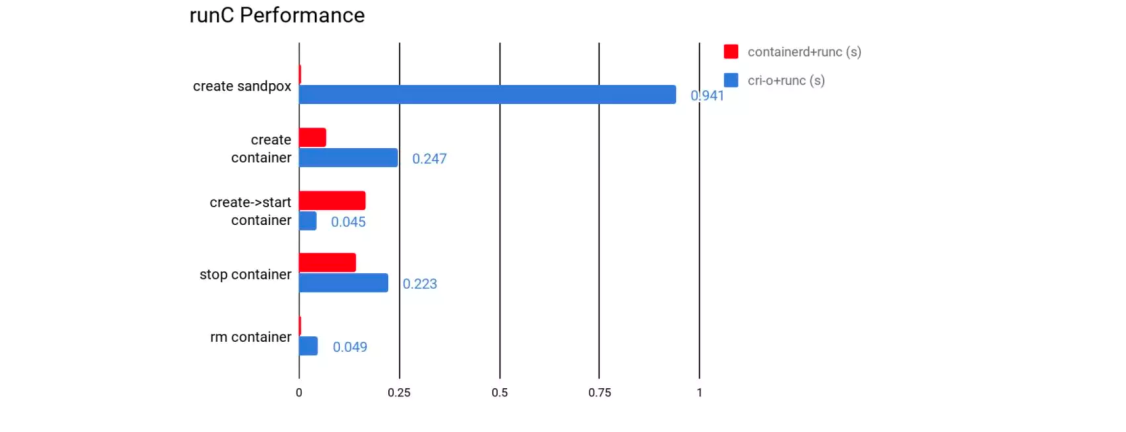 runC Performance
containerd+runc (s)
cri-o+runc (s)
create sandpox
0.941
create
container
0.247
create->start
container
0.045
stop container
0.223
rm container
0.049
0
0.25
0.5
0.75
1